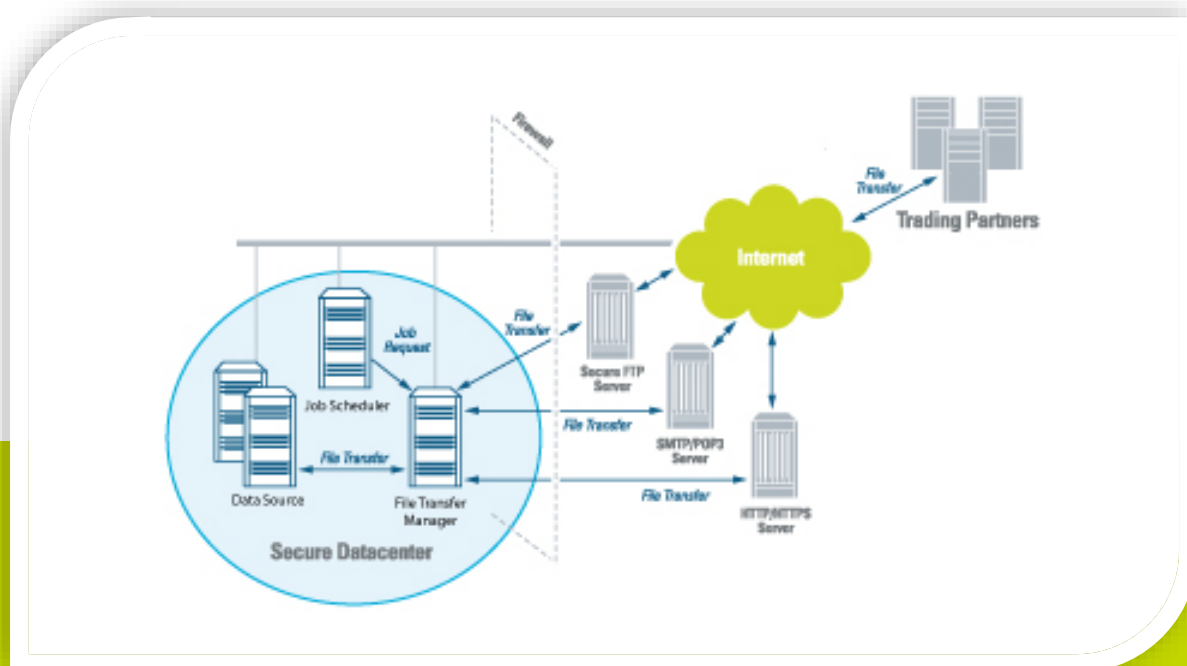 Firewall
File
Transfer
Trading Partners
Internet
File
Transfer
Job
Request
Secure FTP
Server
Job Scheduler
File Transfer
SMTP/POP3
Server
File Transfer
File Transfer
Data Source
File Transfer
Manager
HTTP/HTTPS
Server
Secure Datacenter